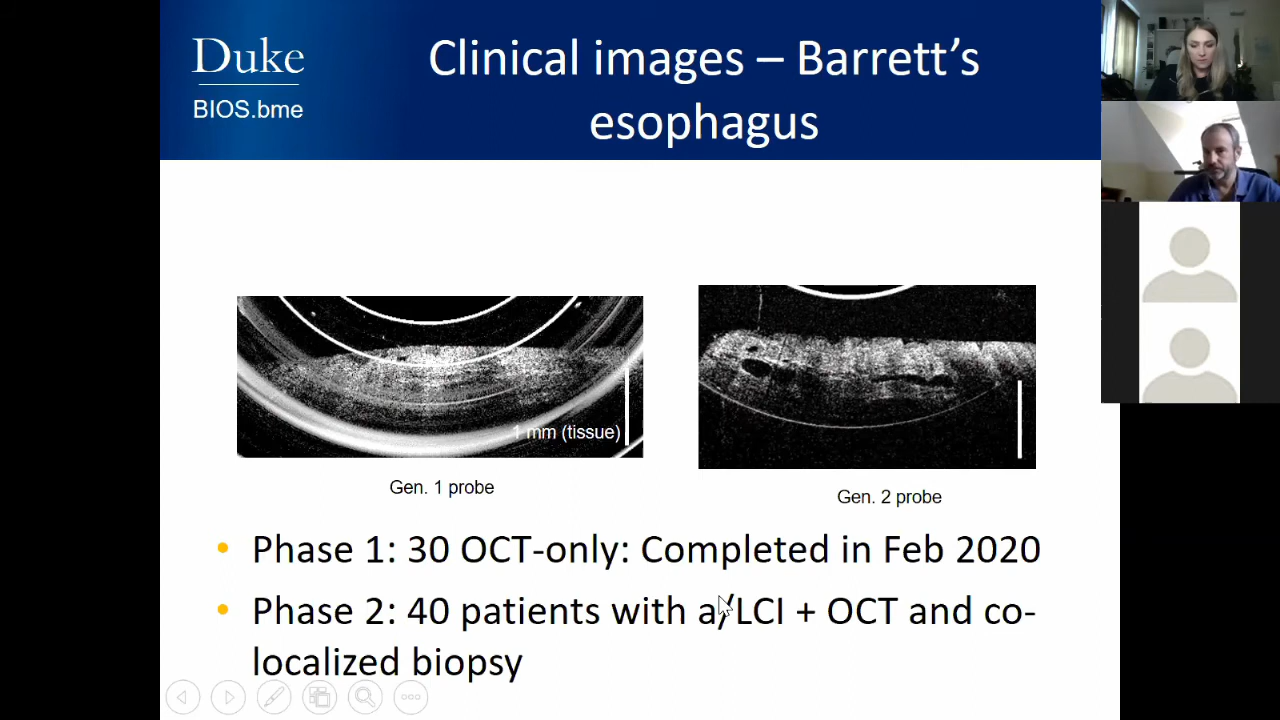 Duke
BIOS.bme
Clinical images – Barrett’s
esophagus
1 mm (tissue)
Gen. 1 probe
Gen. 2 probe
• Phase 1: 30 OCT-only: Completed in Feb 2020
• Phase 2: 40 patients with a/LCI + OCT and co-
localized biopsy